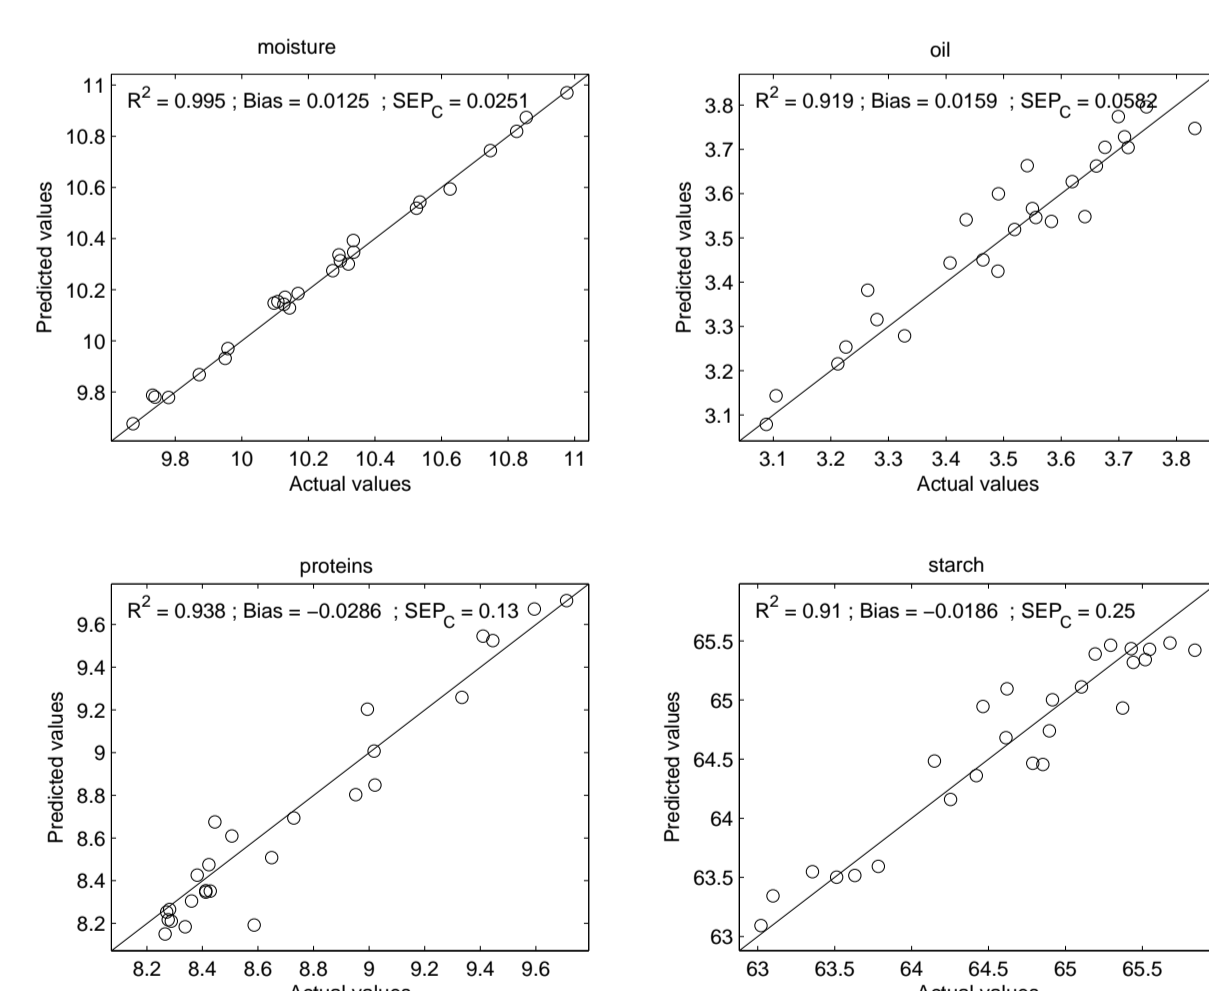 moisture
R2 = 0.995 ; Bias = 0.0125 ; SEPC = 0.0251
11
10.8
10.6
10.4
10.2
10
9.8
Predicted values
9.8 10 10.2 10.4 10.6 10.8 11
Actual values
oil
R2 = 0.919 ; Bias = 0.0159 ; SEPC = 0.0582
3.8
3.7
3.6
3.5
3.4
3.3
3.2
3.1
Predicted values
3.1 3.2 3.3 3.4 3.5 3.6 3.7 3.8
Actual values
proteins
R2 = 0.938 ; Bias = −0.0286 ; SEPC = 0.13
9.6
9.4
9.2
9
8.8
8.6
8.4
8.2
Predicted values
8.2 8.4 8.6 8.8 9 9.2 9.4 9.6
Actual values
starch
R2 = 0.91 ; Bias = −0.0186 ; SEPC = 0.25
65.5
65
64.5
64
63.5
63
Predicted values
63 63.5 64 64.5 65 65.5
Actual values